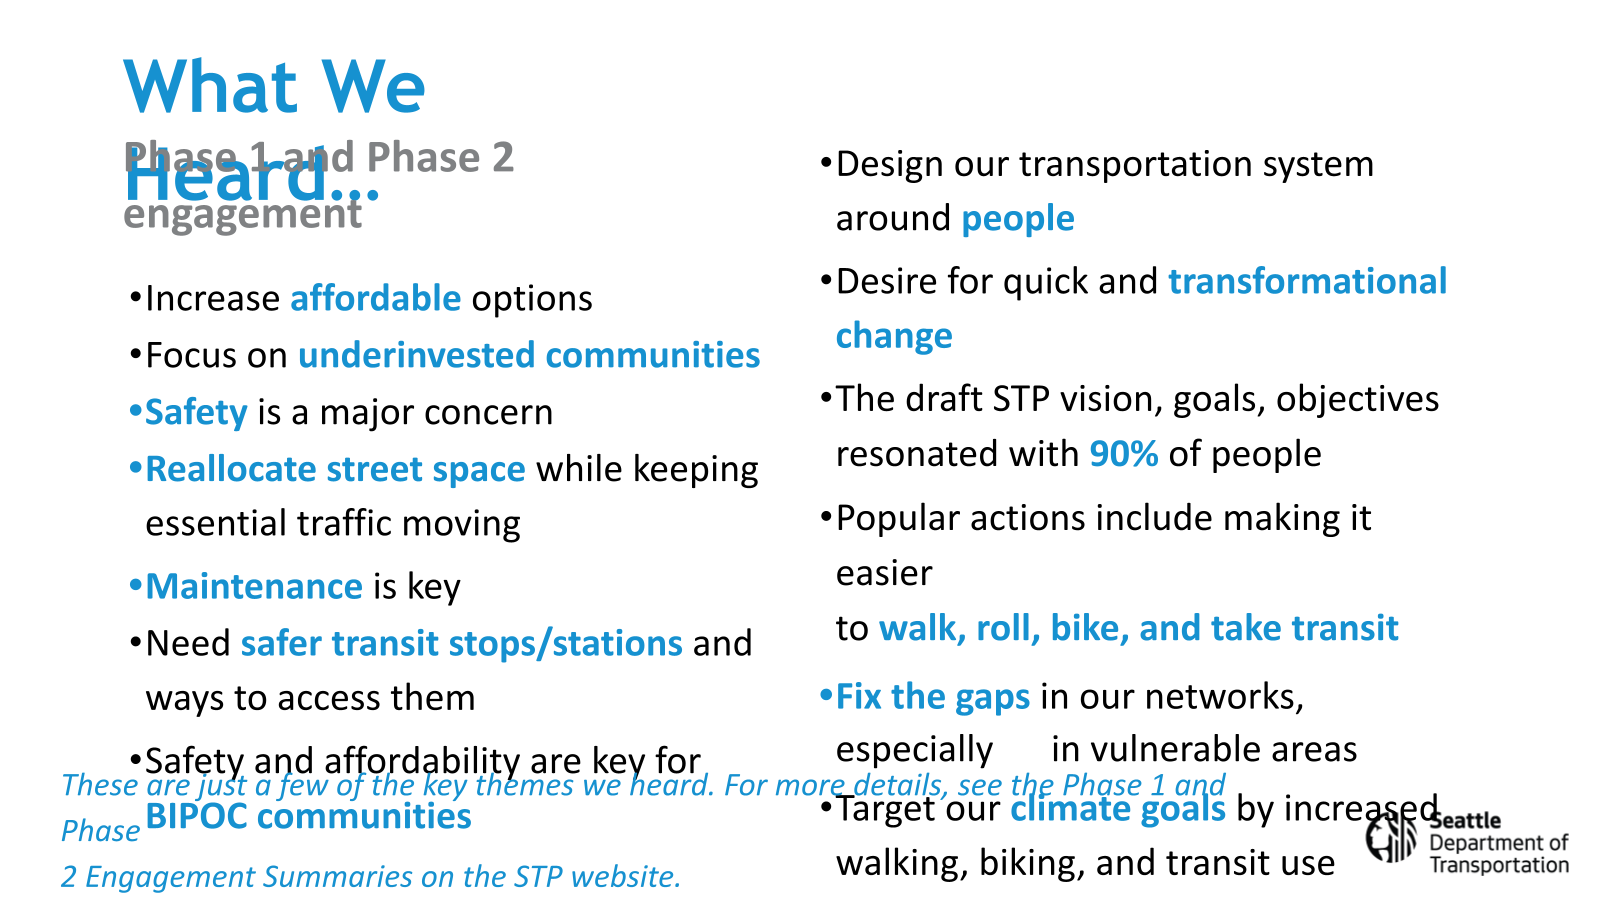 What We
Heard…
Phase 1 and Phase 2
engagement
•Increase affordable options
•Focus on underinvested communities
•Safety is a major concern
•Reallocate street space while keeping
essential traffic moving
•Maintenance is key
•Need safer transit stops/stations and
ways to access them
•Safety and affordability are key for
BIPOC communities
•Design our transportation system
around people
•Desire for quick and transformational
change
•The draft STP vision, goals, objectives
resonated with 90% of people
•Popular actions include making it
easier
to walk, roll, bike, and take transit
•Fix the gaps in our networks,
especially in vulnerable areas
•Target our climate goals by increased
walking, biking, and transit use
These are just a few of the key themes we heard. For more details, see the Phase 1 and
Phase
2 Engagement Summaries on the STP website.
Seattle
Department of
Transportation